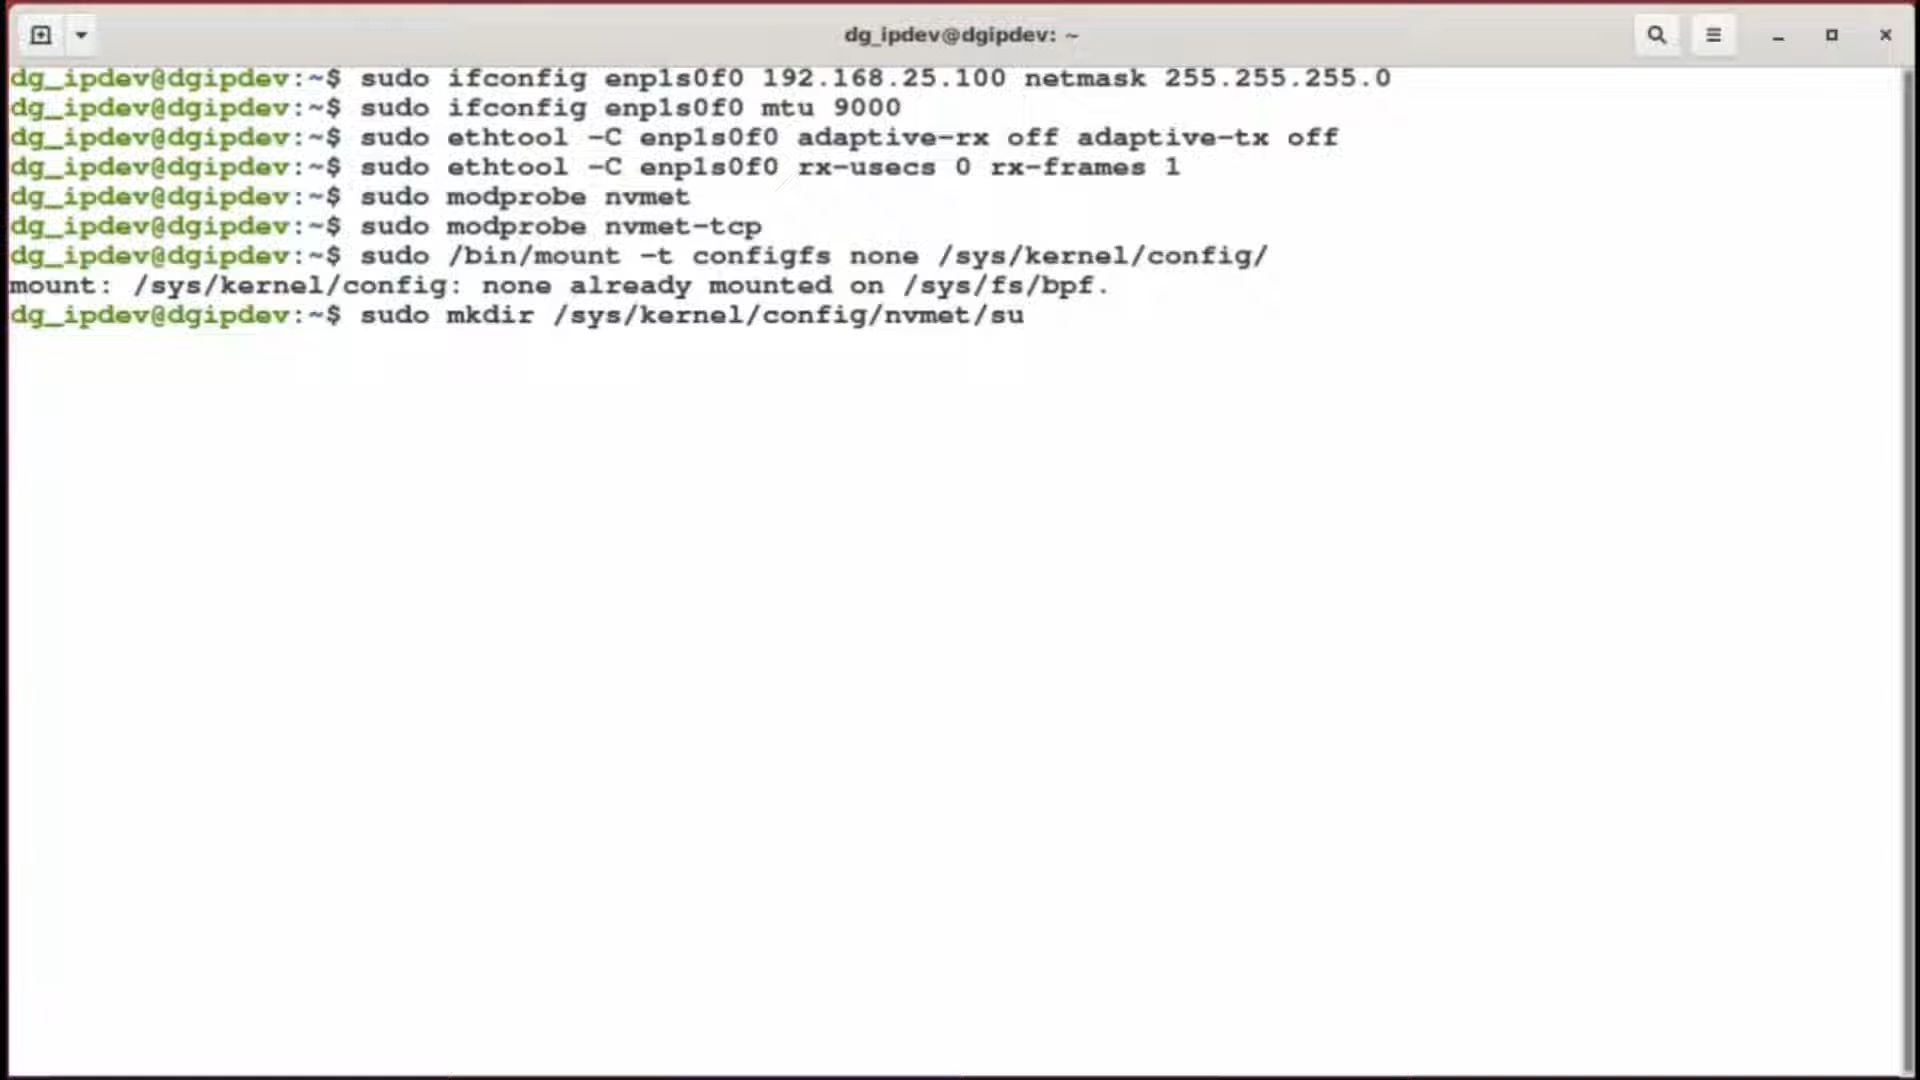 dg_ipdev@dgipdev: ~
dg_ipdev@dgipdev:~$ sudo ifconfig enp1s0f0 192.168.25.100 netmask 255.255.255.0
dg_ipdev@dgipdev:~$ sudo ifconfig enp1s0f0 mtu 9000
dg_ipdev@dgipdev:~$ sudo ethtool -C enp1s0f0 adaptive-rx off adaptive-tx off
dg_ipdev@dgipdev:~$ sudo ethtool -C enp1s0f0 rx-usecs 0 rx-frames 1
dg_ipdev@dgipdev:~$ sudo modprobe nvmet
dg_ipdev@dgipdev:~$ sudo modprobe nvmet-tcp
dg_ipdev@dgipdev:~$ sudo /bin/mount -t configfs none /sys/kernel/config/
mount: /sys/kernel/config: none already mounted on /sys/fs/bpf.
dg_ipdev@dgipdev:~$ sudo mkdir /sys/kernel/config/nvmet/su